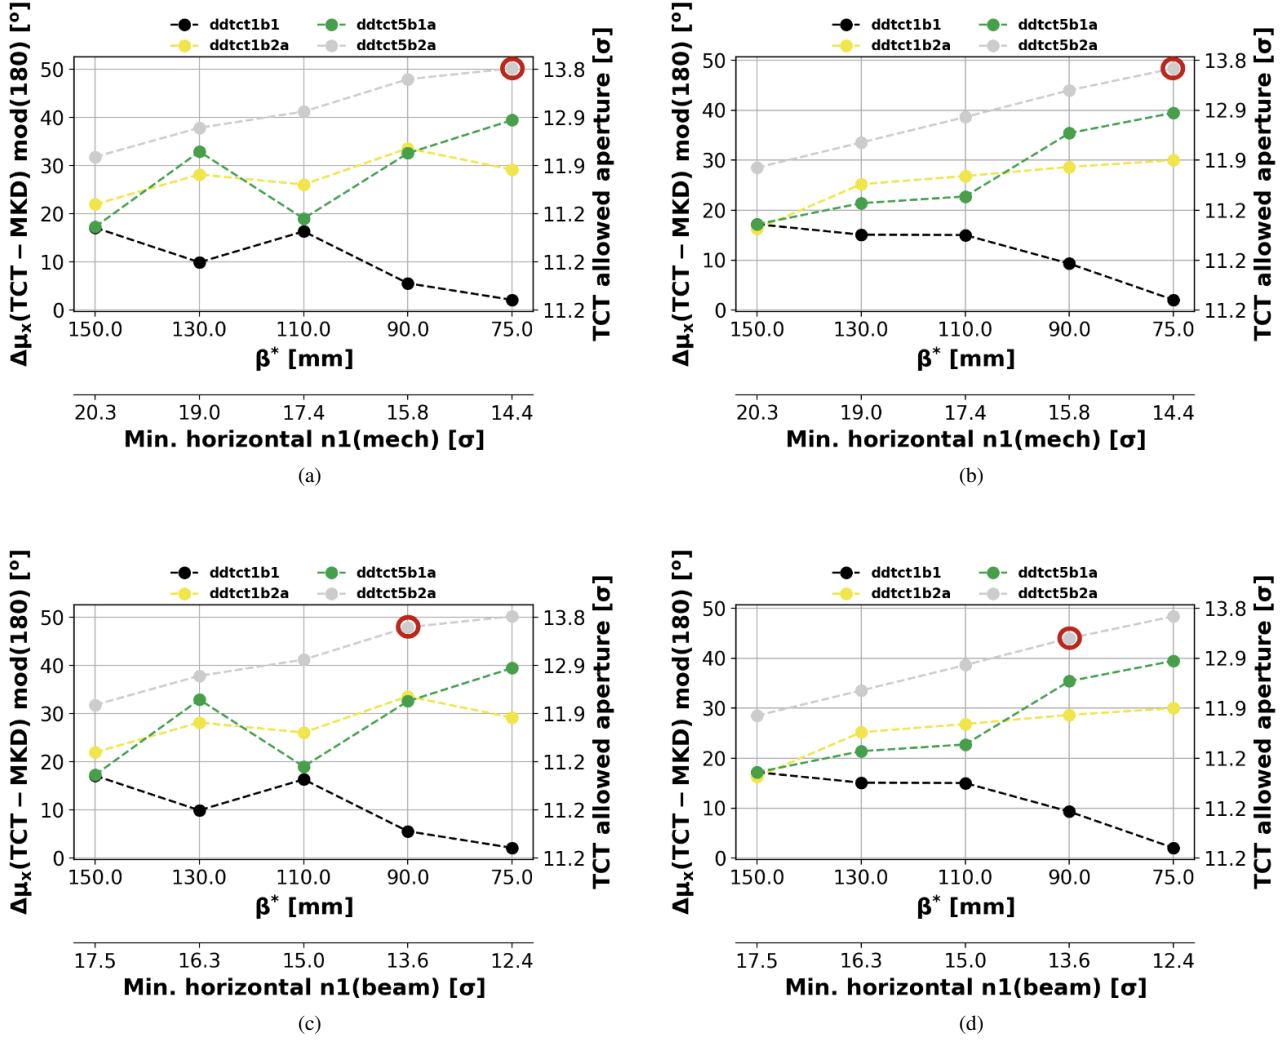 ddtct1b1 ddtct5b1a
ddtct1b2a ddtct5b2a
Δμx(TCT − MKD) mod(180) [º]
50
40
30
20
10
0
13.8
12.9
11.9
11.2
11.2
11.2
TCT allowed aperture [σ]
150.0 130.0 110.0 90.0 75.0
β* [mm]
20.3 19.0 17.4 15.8 14.4
Min. horizontal n1(mech) [σ]
(a)
ddtct1b1 ddtct5b1a
ddtct1b2a ddtct5b2a
Δμx(TCT − MKD) mod(180) [º]
50
40
30
20
10
0
13.8
12.9
11.9
11.2
11.2
11.2
TCT allowed aperture [σ]
150.0 130.0 110.0 90.0 75.0
β* [mm]
20.3 19.0 17.4 15.8 14.4
Min. horizontal n1(mech) [σ]
(b)
ddtct1b1 ddtct5b1a
ddtct1b2a ddtct5b2a
Δμx(TCT − MKD) mod(180) [º]
50
40
30
20
10
0
13.8
12.9
11.9
11.2
11.2
11.2
TCT allowed aperture [σ]
150.0 130.0 110.0 90.0 75.0
β* [mm]
17.5 16.3 15.0 13.6 12.4
Min. horizontal n1(beam) [σ]
(c)
ddtct1b1 ddtct5b1a
ddtct1b2a ddtct5b2a
Δμx(TCT − MKD) mod(180) [º]
50
40
30
20
10
0
13.8
12.9
11.9
11.2
11.2
11.2
TCT allowed aperture [σ]
150.0 130.0 110.0 90.0 75.0
β* [mm]
17.5 16.3 15.0 13.6 12.4
Min. horizontal n1(beam) [σ]
(d)